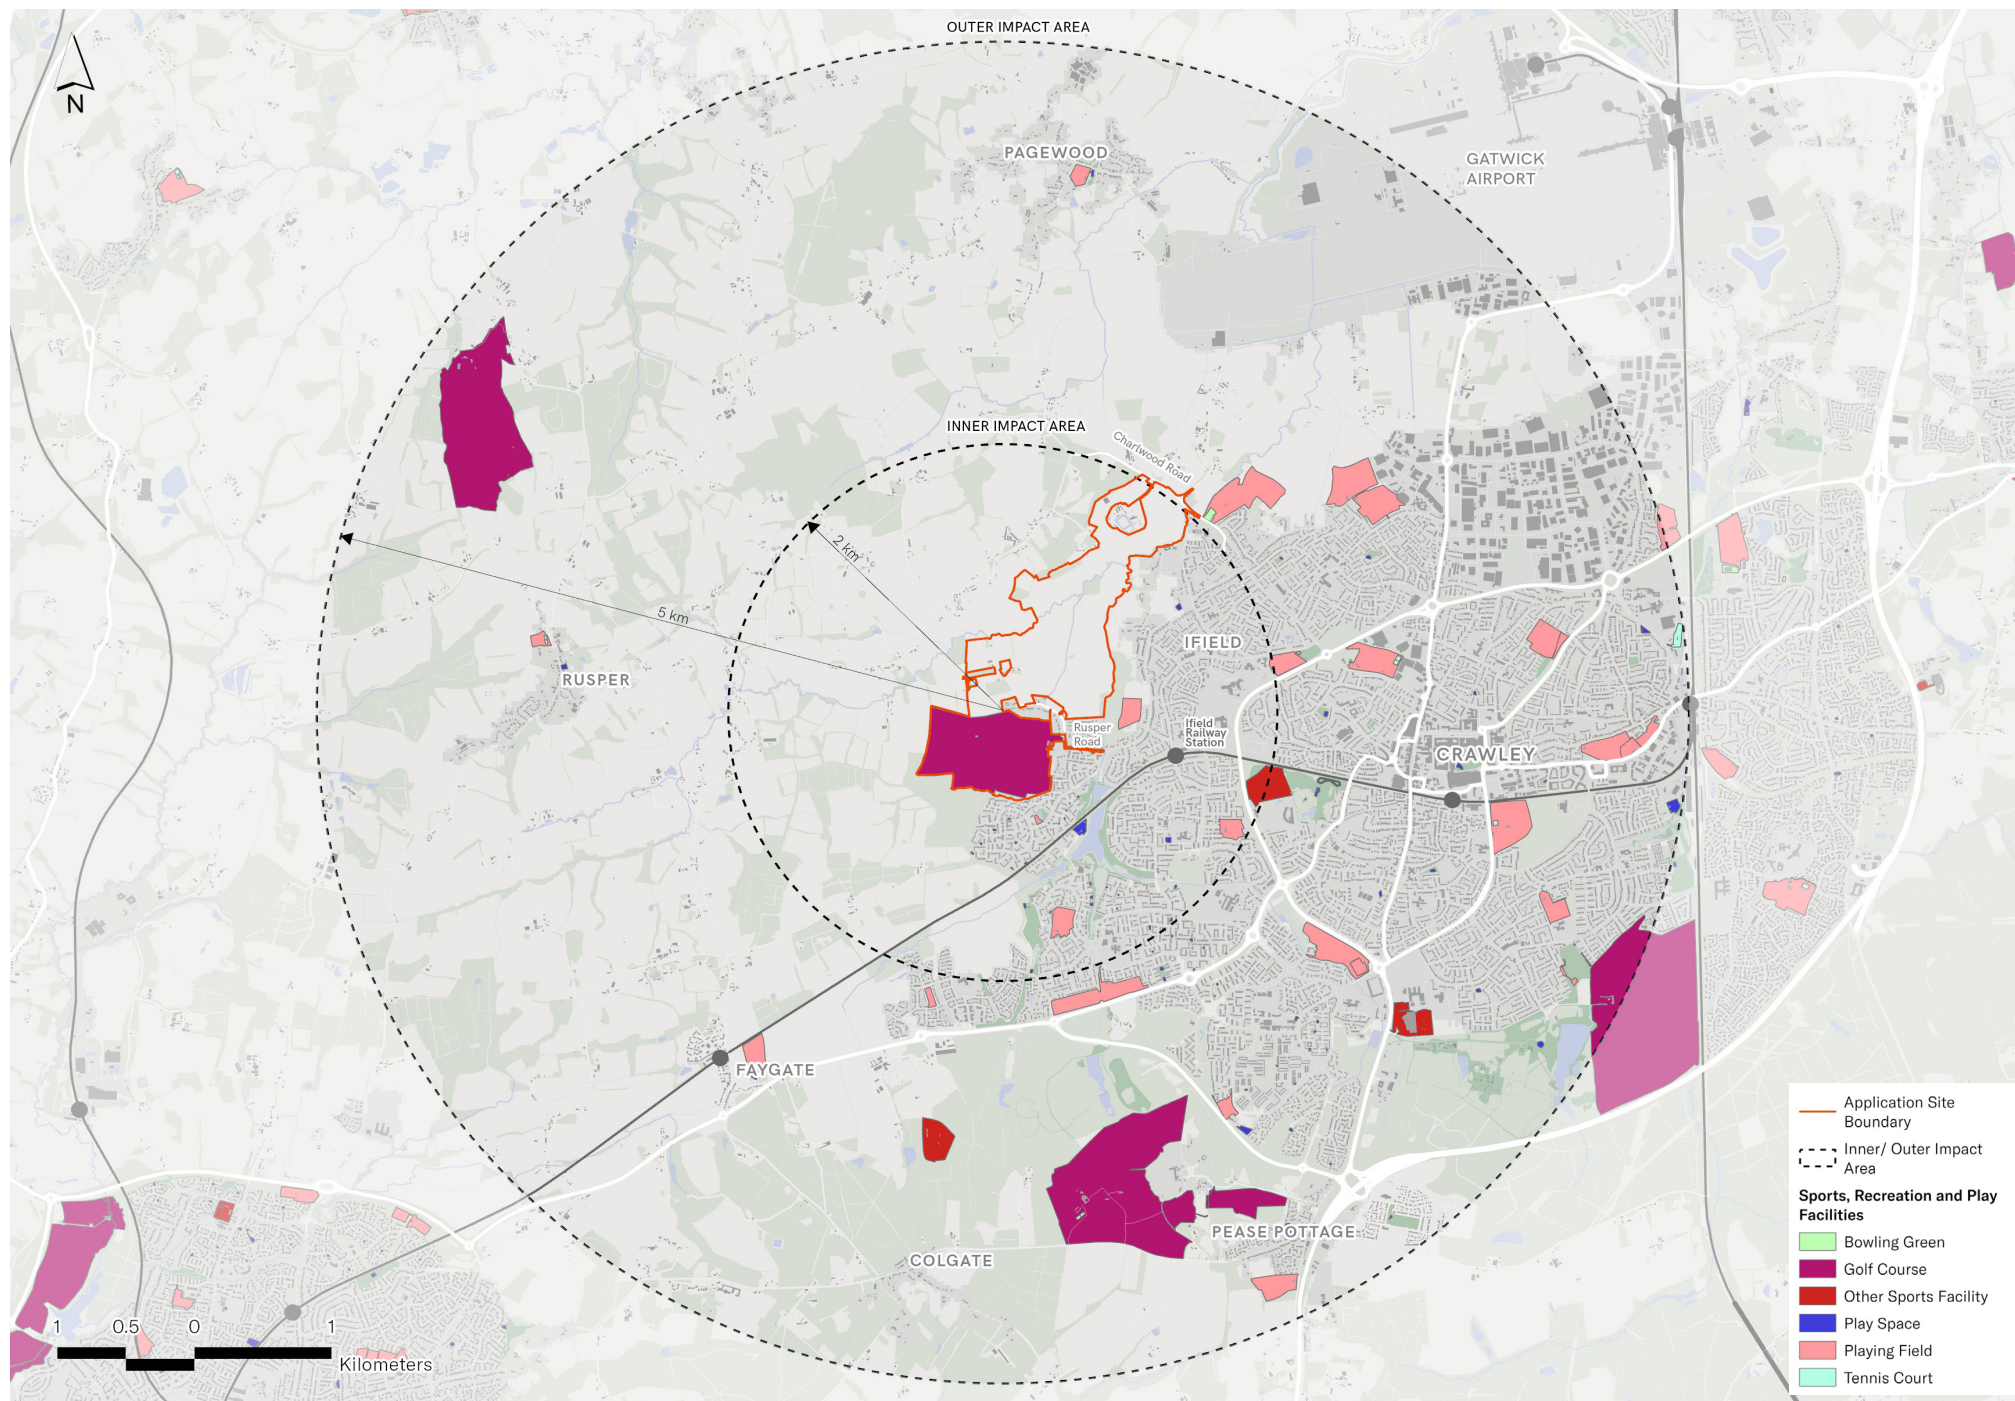 OUTER IMPACT AREA
N
PAGEWOOD
GATWICK
AIRPORT
INNER IMPACT AREA
Charlwood Road
2 km
5 km
IFIELD
RUSPER
Rusper
Road
Ifield
Railway
Station
CRAWLEY
FAYGATE
COLGATE
PEASE POTTAGE
1
0.5
0
1
Kilometers
Application Site
Boundary
Inner/ Outer Impact
Area
Sports, Recreation and Play
Facilities
Bowling Green
Golf Course
Other Sports Facility
Play Space
Playing Field
Tennis Court